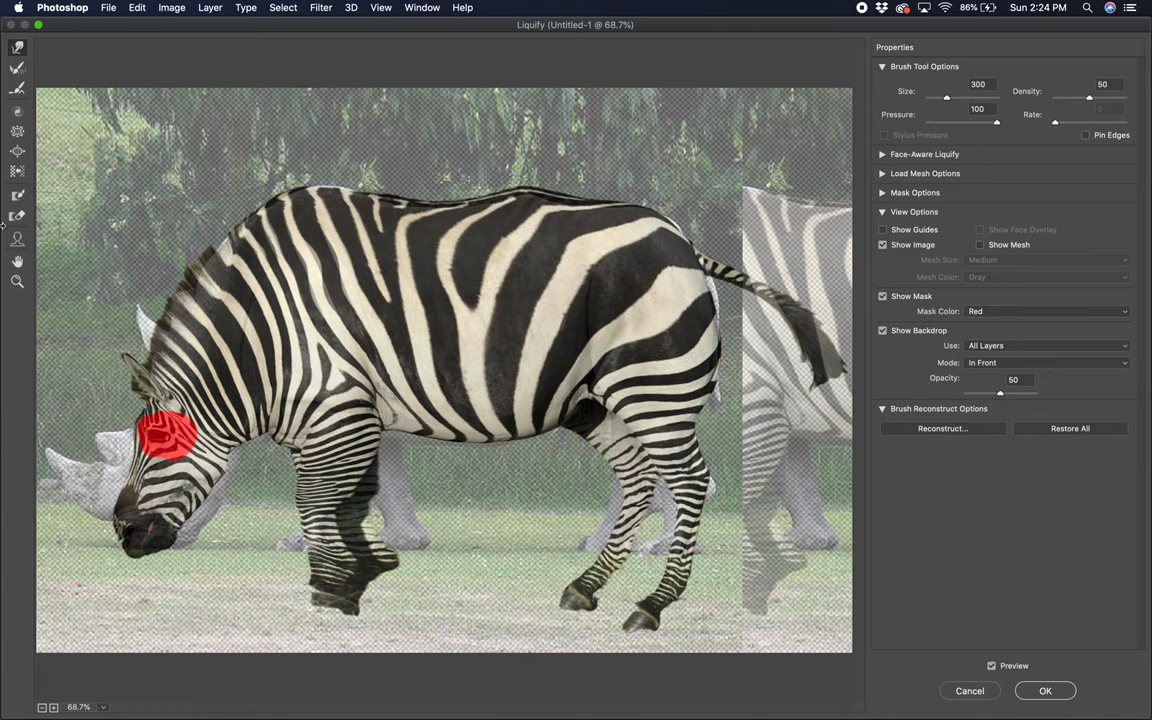 Photoshop File Edit Image Layer Type Select Filter 3D View Window Help 86% Sun 2:24 PM
Liquify (Untitled-1 @ 68.7%)
Properties
Brush Tool Options
Size: 300 Density: 50
Pressure: 100 Rate: 0
Stylus Pressure Pin Edges
Face-Aware Liquify
Load Mesh Options
Mask Options
View Options
Show Guides Show Face Overlay
Show Image Show Mesh
Mesh Size: Medium
Mesh Color: Gray
Show Mask
Mask Color: Red
Show Backdrop
Use: All Layers
Mode: In Front
Opacity: 50
Brush Reconstruct Options
Reconstruct... Restore All
Preview
Cancel OK
68.7%